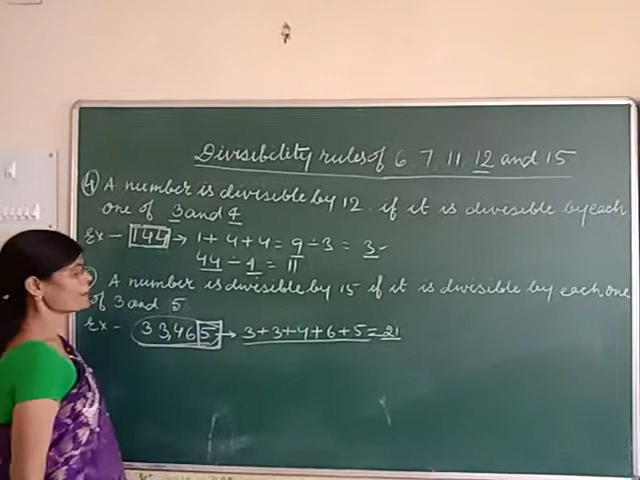 Divisibility rules of 6, 7, 11, 12 and 15
(4) A number is divisible by 12. if it is divisible by each
one of 3 and 4
Ex - 144 → 1+4+4 = 9 ÷ 3 = 3
44 ÷ 4 = 11
A number is divisible by 15 if it is divisible by each one
of 3 and 5
Ex - 33,465 → 3+3+4+6+5 = 21